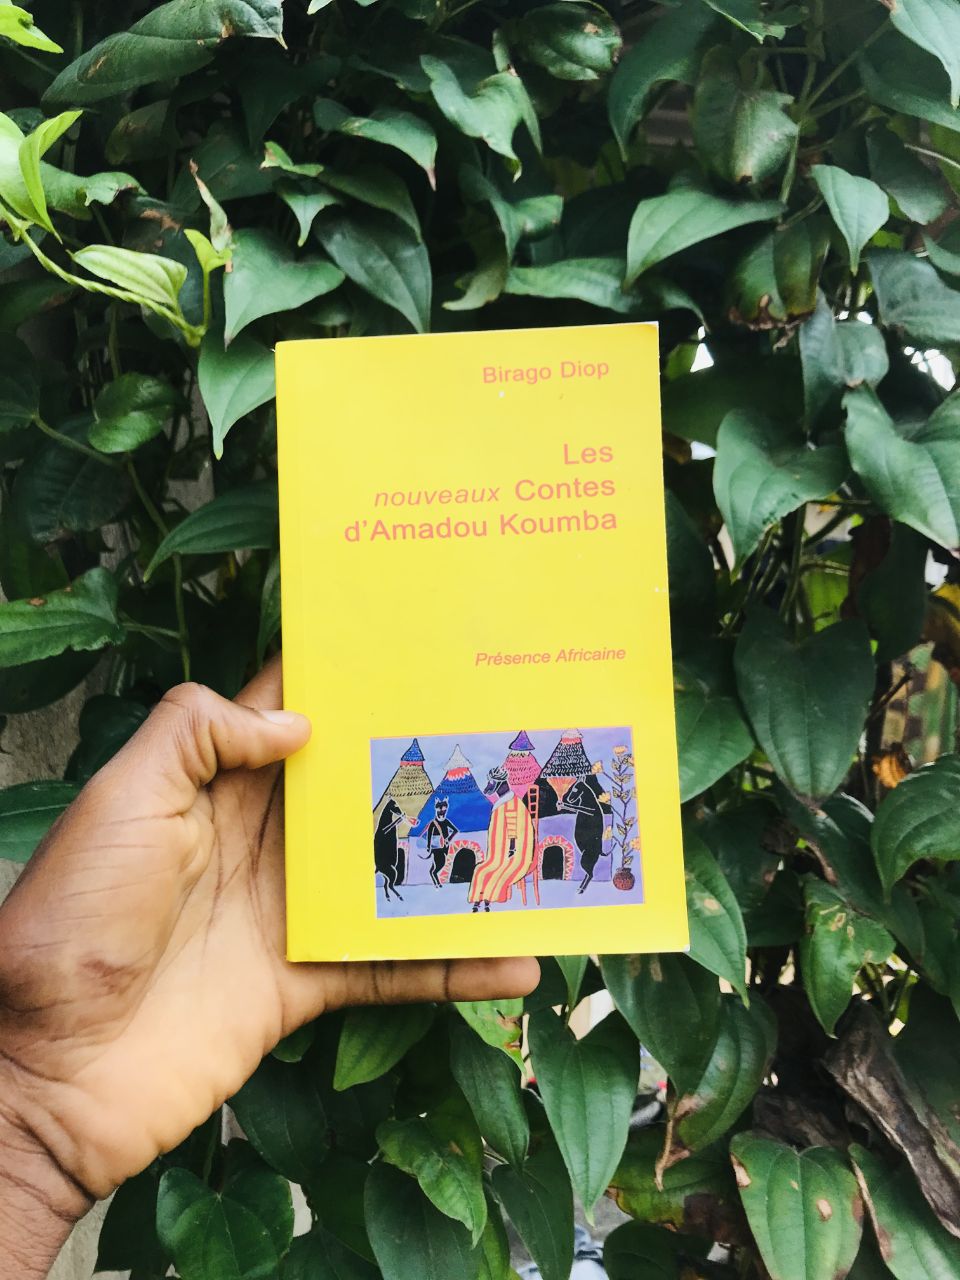 Birago Diop
Les
nouveaux Contes
d'Amadou Koumba
Présence Africaine